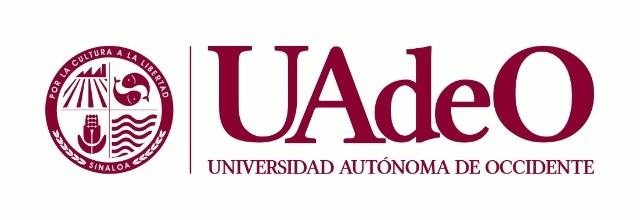 POR LA CULTURA A LA LIBERTAD
SINALOA
UAdeO
UNIVERSIDAD AUTÓNOMA DE OCCIDENTE